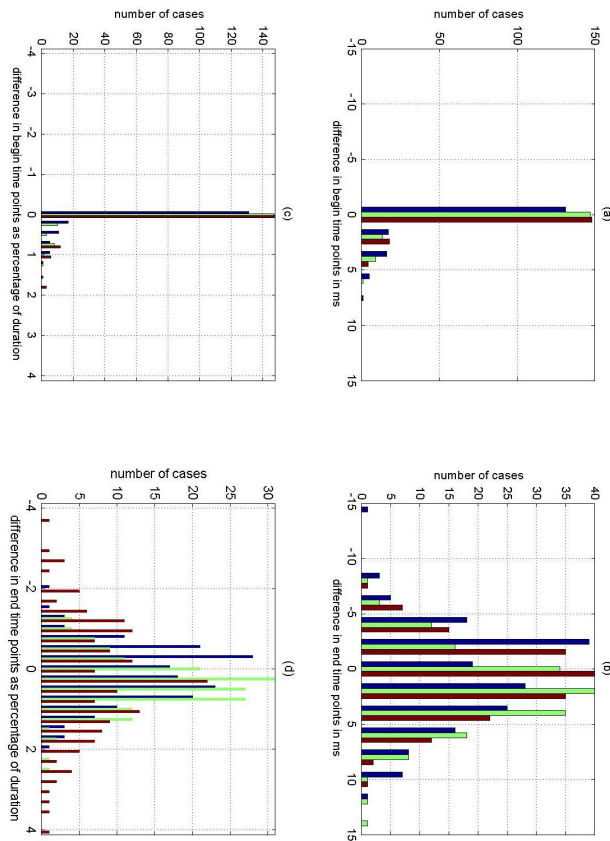 (a)
number of cases
150
100
50
0
-15 -10 -5 0 5 10 15
difference in begin time points in ms
(b)
number of cases
40
35
30
25
20
15
10
5
0
-15 -10 -5 0 5 10 15
difference in end time points in ms
(c)
number of cases
140
120
100
80
60
40
20
0
-4 -3 -2 -1 0 1 2 3 4
difference in begin time points as percentage of duration
(d)
number of cases
30
25
20
15
10
5
0
-4 -2 0 2 4
difference in end time points as percentage of duration